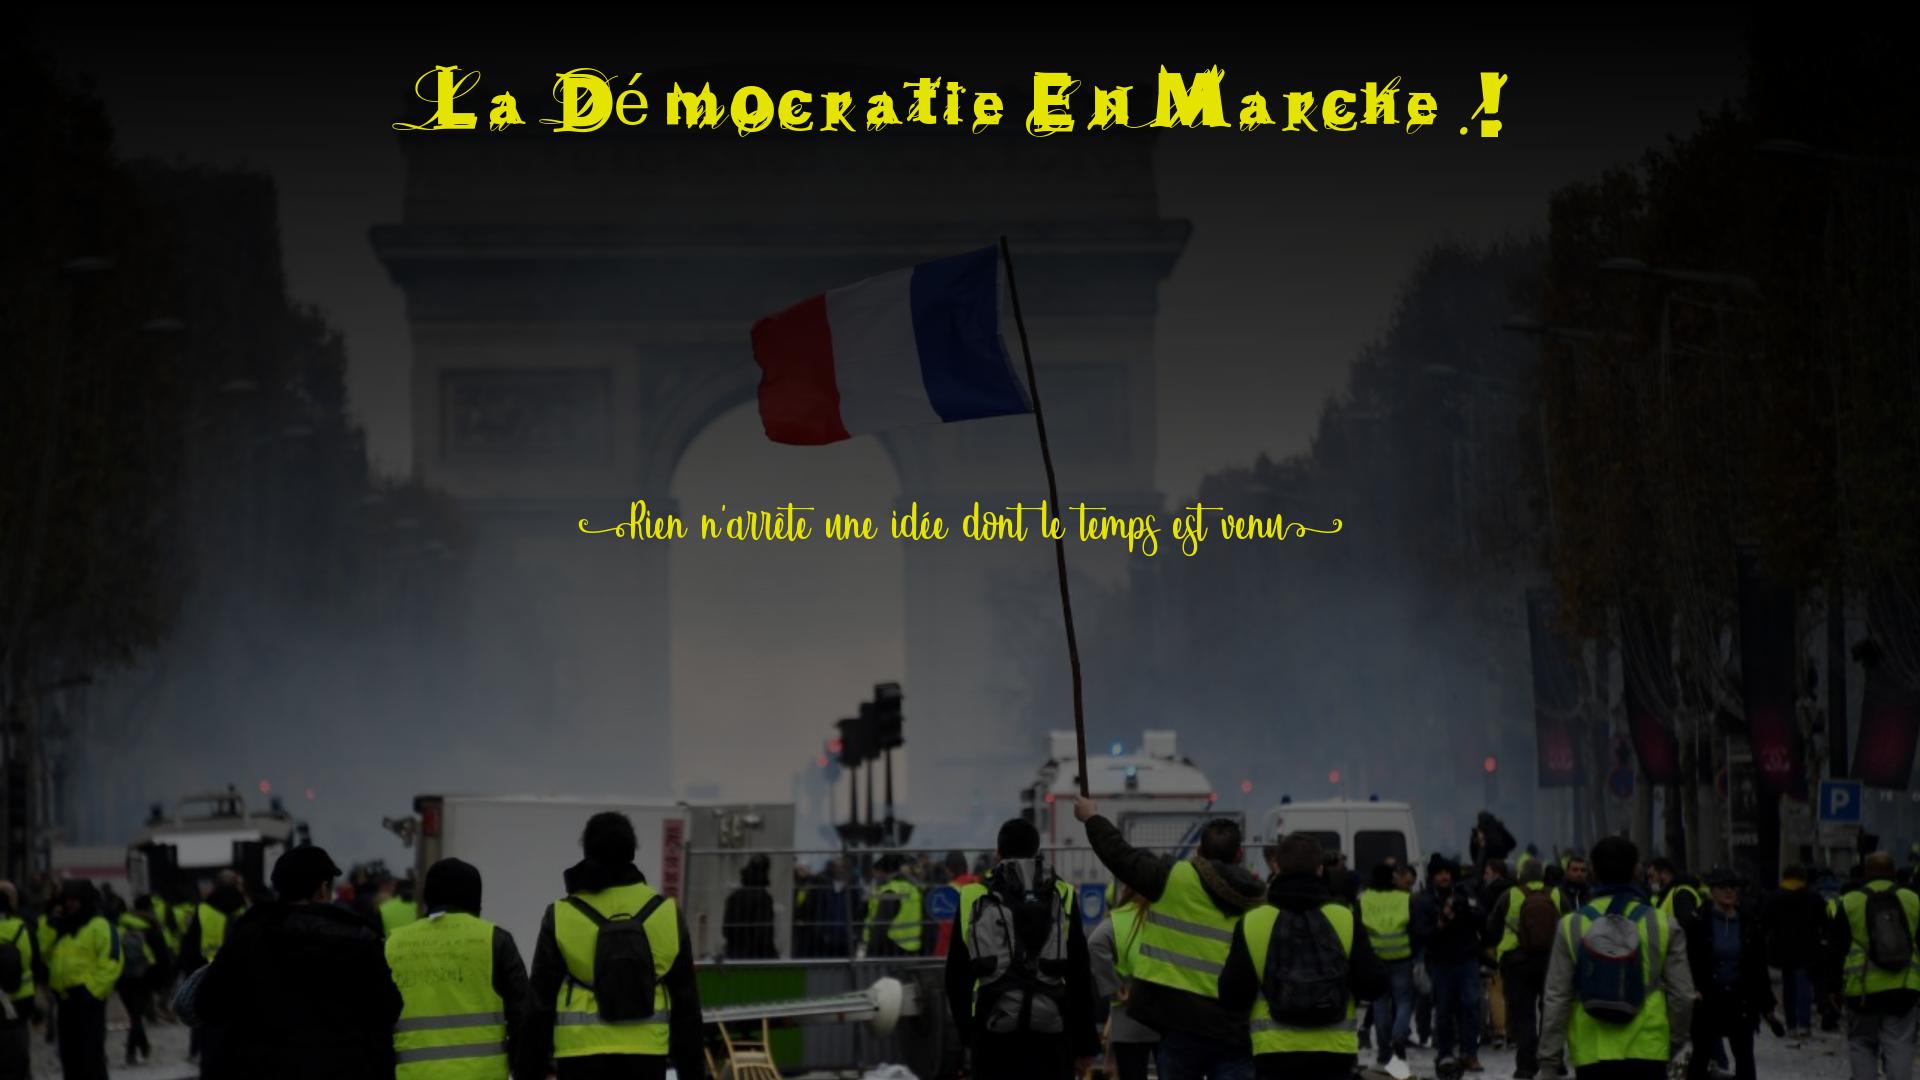 La Démocratie En Marche !
Rien n'arrête une idée dont le temps est venu
P